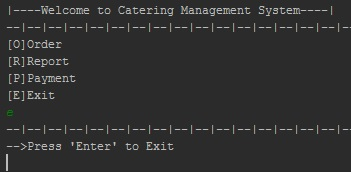 |----Welcome to Catering Management System----|
--|--|--|--|--|--|--|--|--|--|--|--|--|--|--|--
[O]Order
[R]Report
[P]Payment
[E]Exit
e
--|--|--|--|--|--|--|--|--|--|--|--|--|--|--|--
-->Press 'Enter' to Exit